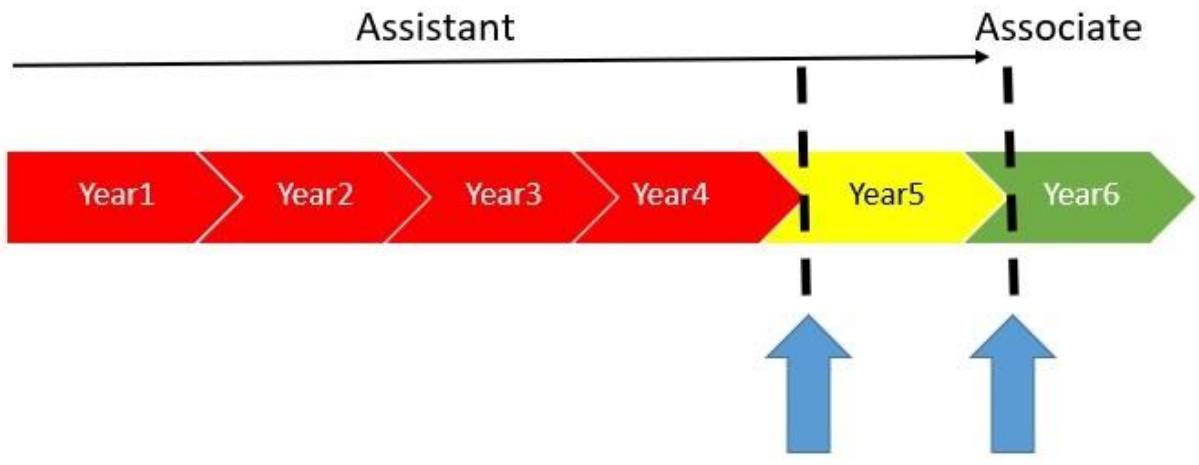 Assistant
Associate
Year1
Year2
Year3
Year4
Year5
Year6